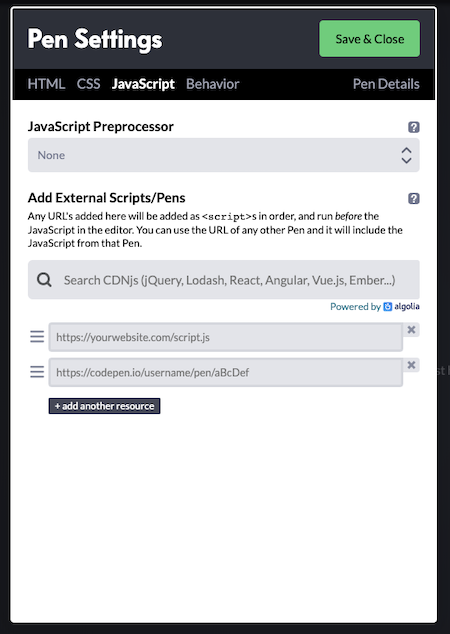 Pen Settings
Save & Close
HTML CSS JavaScript Behavior Pen Details
JavaScript Preprocessor ?
None
Add External Scripts/Pens ?
Any URL's added here will be added as <script>s in order, and run before the
JavaScript in the editor. You can use the URL of any other Pen and it will include the
JavaScript from that Pen.
Search CDNjs (jQuery, Lodash, React, Angular, Vue.js, Ember...)
Powered by algolia
https://yourwebsite.com/script.js
https://codepen.io/username/pen/aBcDef
+ add another resource